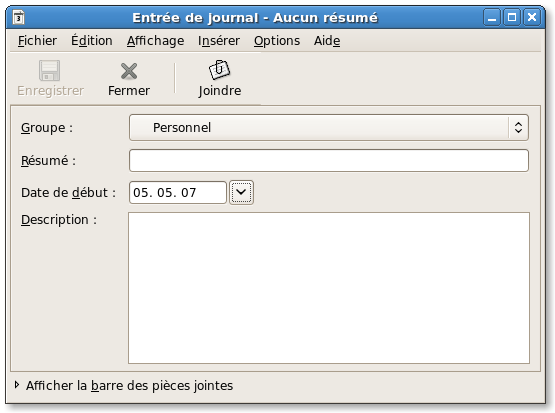 Entrée de journal - Aucun résumé
Fichier Édition Affichage Insérer Options Aide
Enregistrer Fermer Joindre
Groupe : Personnel
Résumé :
Date de début : 05. 05. 07
Description :
Afficher la barre des pièces jointes